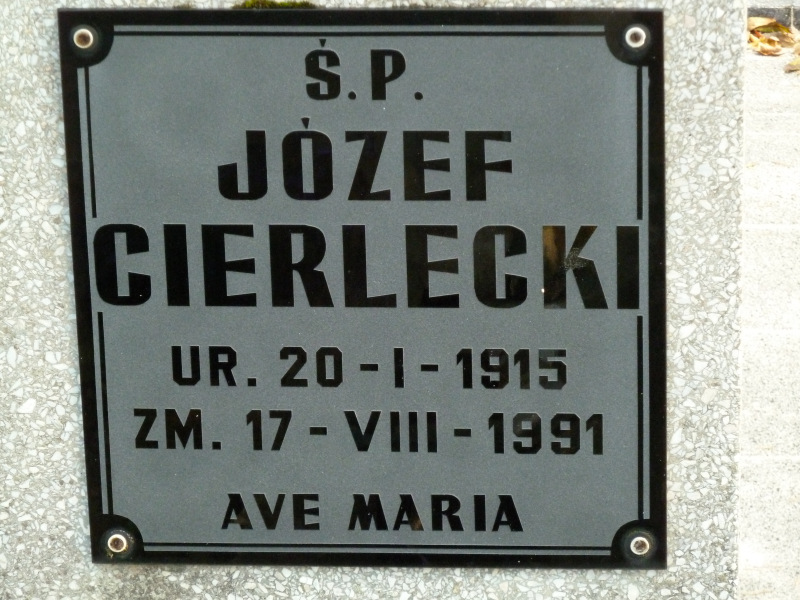 Ś.P.
JÓZEF
CIERLECKI
UR. 20-I-1915
ZM. 17-VIII-1991
AVE MARIA